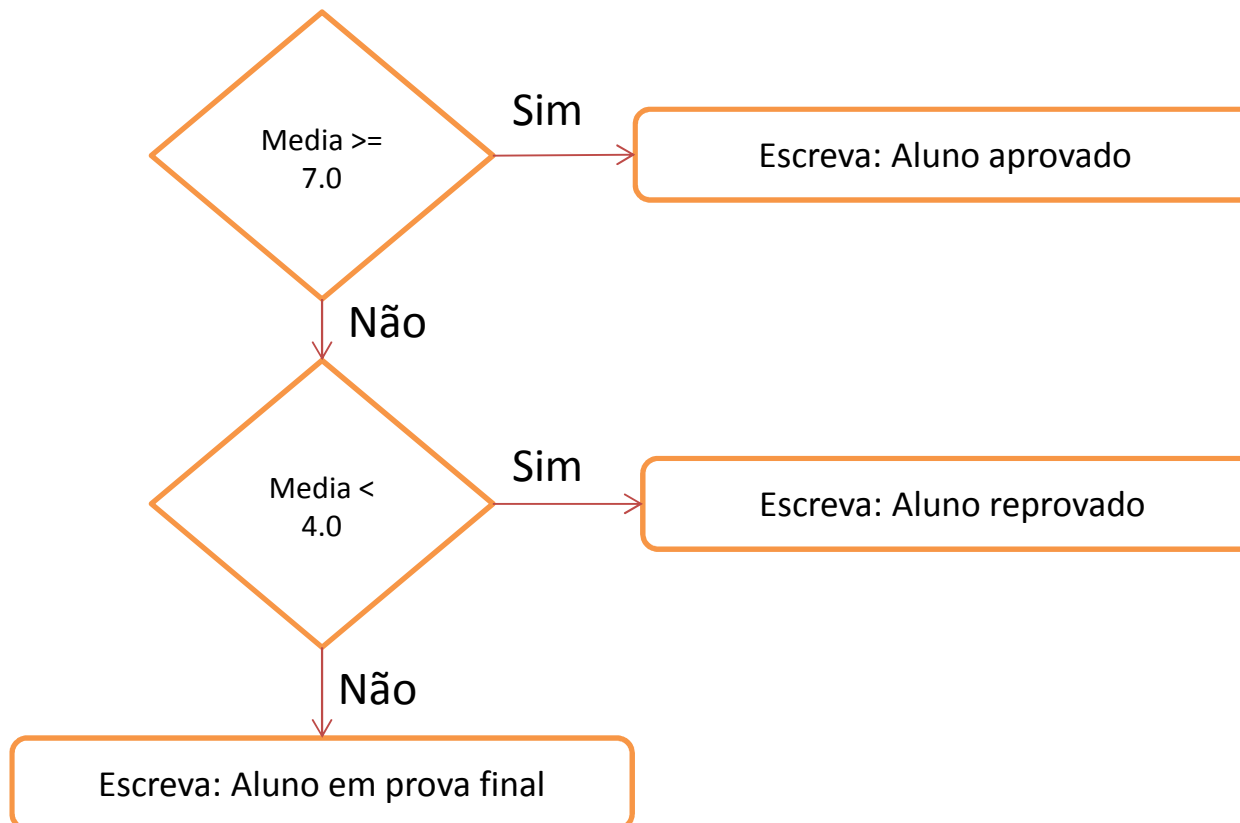 Sim
Media >=
7.0
Escreva: Aluno aprovado
Não
Sim
Media <
4.0
Escreva: Aluno reprovado
Não
Escreva: Aluno em prova final